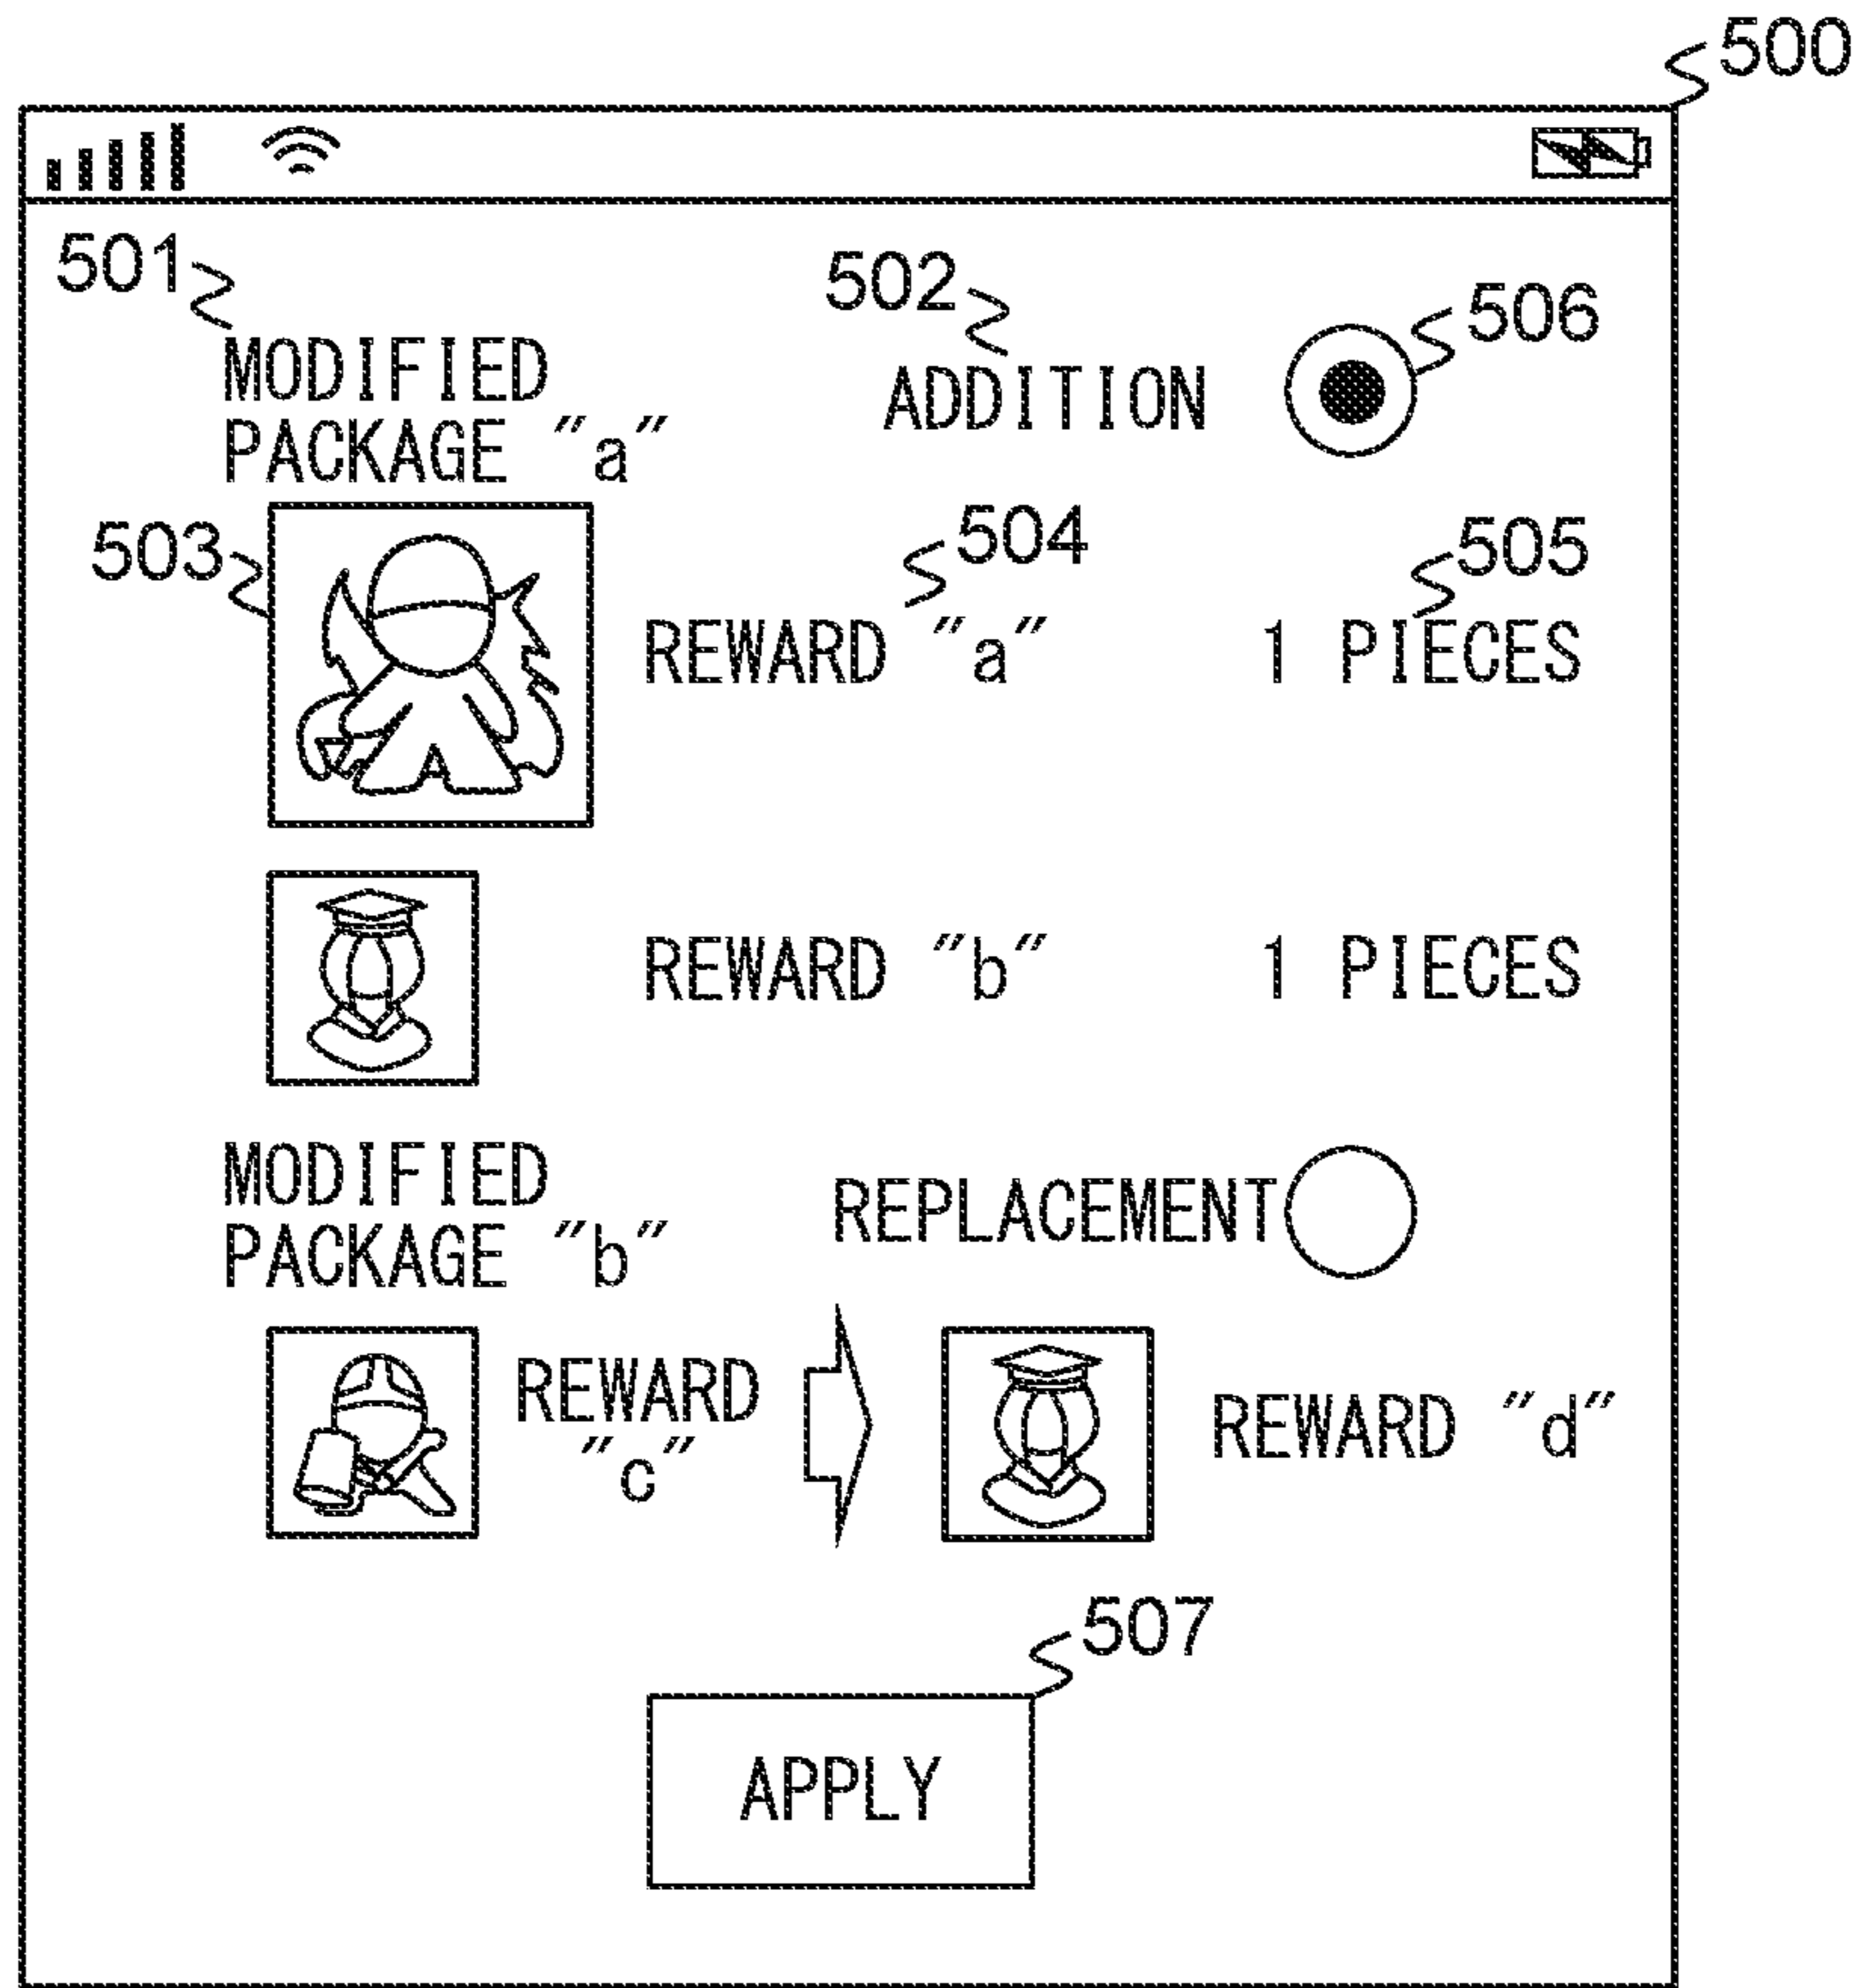 500
501
502
506
MODIFIED
PACKAGE "a"
ADDITION
503
504
505
REWARD "a"
1 PIECES
REWARD "b"
1 PIECES
MODIFIED
PACKAGE "b"
REPLACEMENT
REWARD
"c"
REWARD "d"
507
APPLY